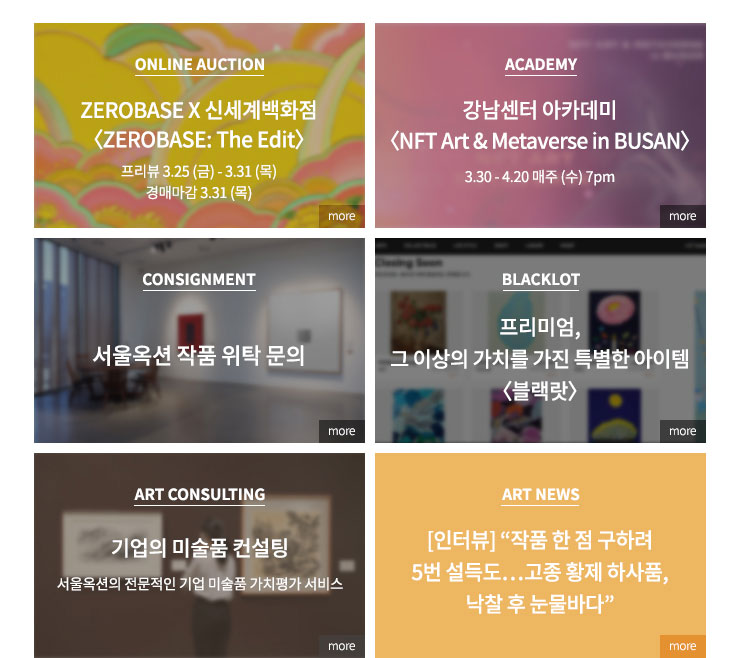 ONLINE AUCTION
ZEROBASE X 신세계백화점
〈ZEROBASE: The Edit〉
프리뷰 3.25 (금) - 3.31 (목)
경매마감 3.31 (목)
more
ACADEMY
강남센터 아카데미
〈NFT Art & Metaverse in BUSAN〉
3.30 - 4.20 매주 (수) 7pm
more
CONSIGNMENT
서울옥션 작품 위탁 문의
more
BLACKLOT
Closing Soon
프리미엄,
그 이상의 가치를 가진 특별한 아이템
〈블랙랏〉
more
ART CONSULTING
기업의 미술품 컨설팅
서울옥션의 전문적인 기업 미술품 가치평가 서비스
more
ART NEWS
[인터뷰] “작품 한 점 구하려
5번 설득도…고종 황제 하사품,
낙찰 후 눈물바다”
more